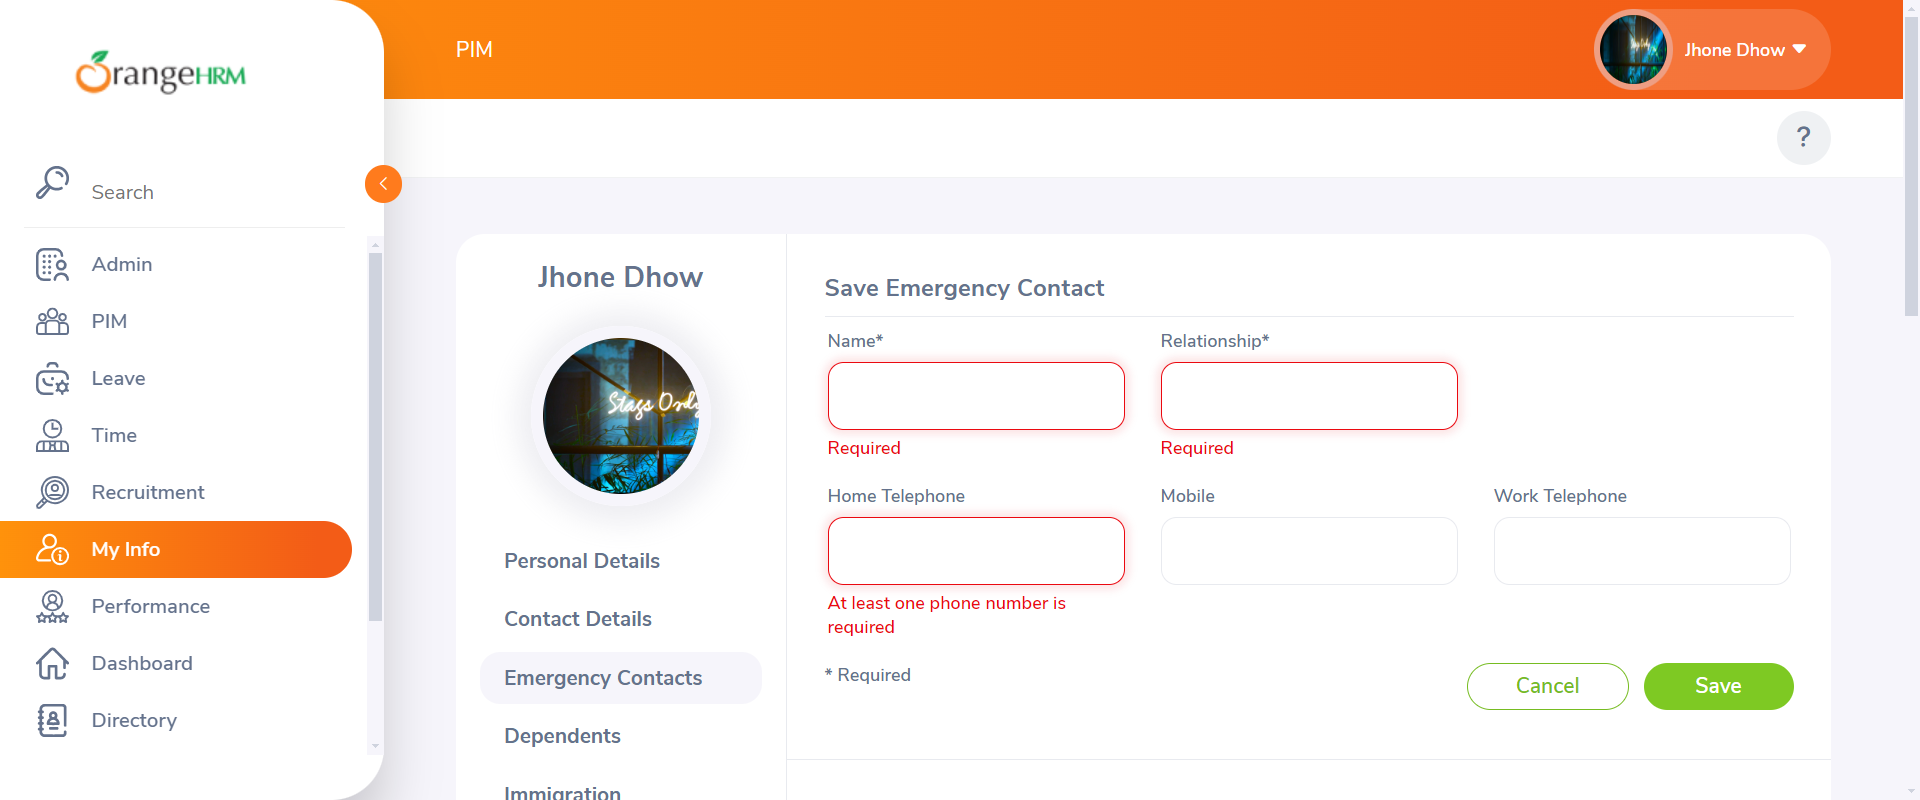 OrangeHRM
PIM
Jhone Dhow
?
Search
Admin
PIM
Leave
Time
Recruitment
My Info
Performance
Dashboard
Directory
Jhone Dhow
Stags Only
Personal Details
Contact Details
Emergency Contacts
Dependents
Immigration
Save Emergency Contact
Name*
Relationship*
Required
Required
Home Telephone
Mobile
Work Telephone
At least one phone number is
required
* Required
Cancel
Save